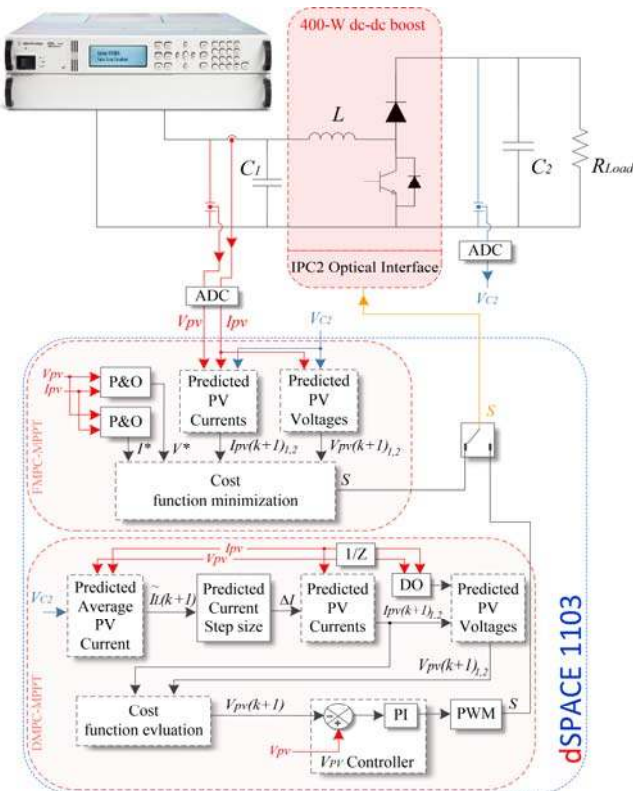 400-W dc-dc boost
L
C1
C2
RLoad
IPC2 Optical Interface
ADC
VC2
ADC
Vpv Ipv
VC2
FMPC-MPPT
Vpv
Ipv
P&O
P&O
Predicted
PV
Currents
Predicted
PV
Voltages
I* V* Ipv(k+1)1,2 Vpv(k+1)1,2
Cost
function minimization
S
S
DMPC-MPPT
Ipv
Vpv
1/Z
DO
VC2
Predicted
Average
PV
Current
~
IL(k+1)
Predicted
Current
Step size
ΔI
Predicted
PV
Currents
Ipv(k+1)1,2
Predicted
PV
Voltages
Vpv(k+1)1,2
Cost
function evluation
Vpv(k+1)
Vpv
PI
VPV Controller
PWM
S
dSPACE 1103